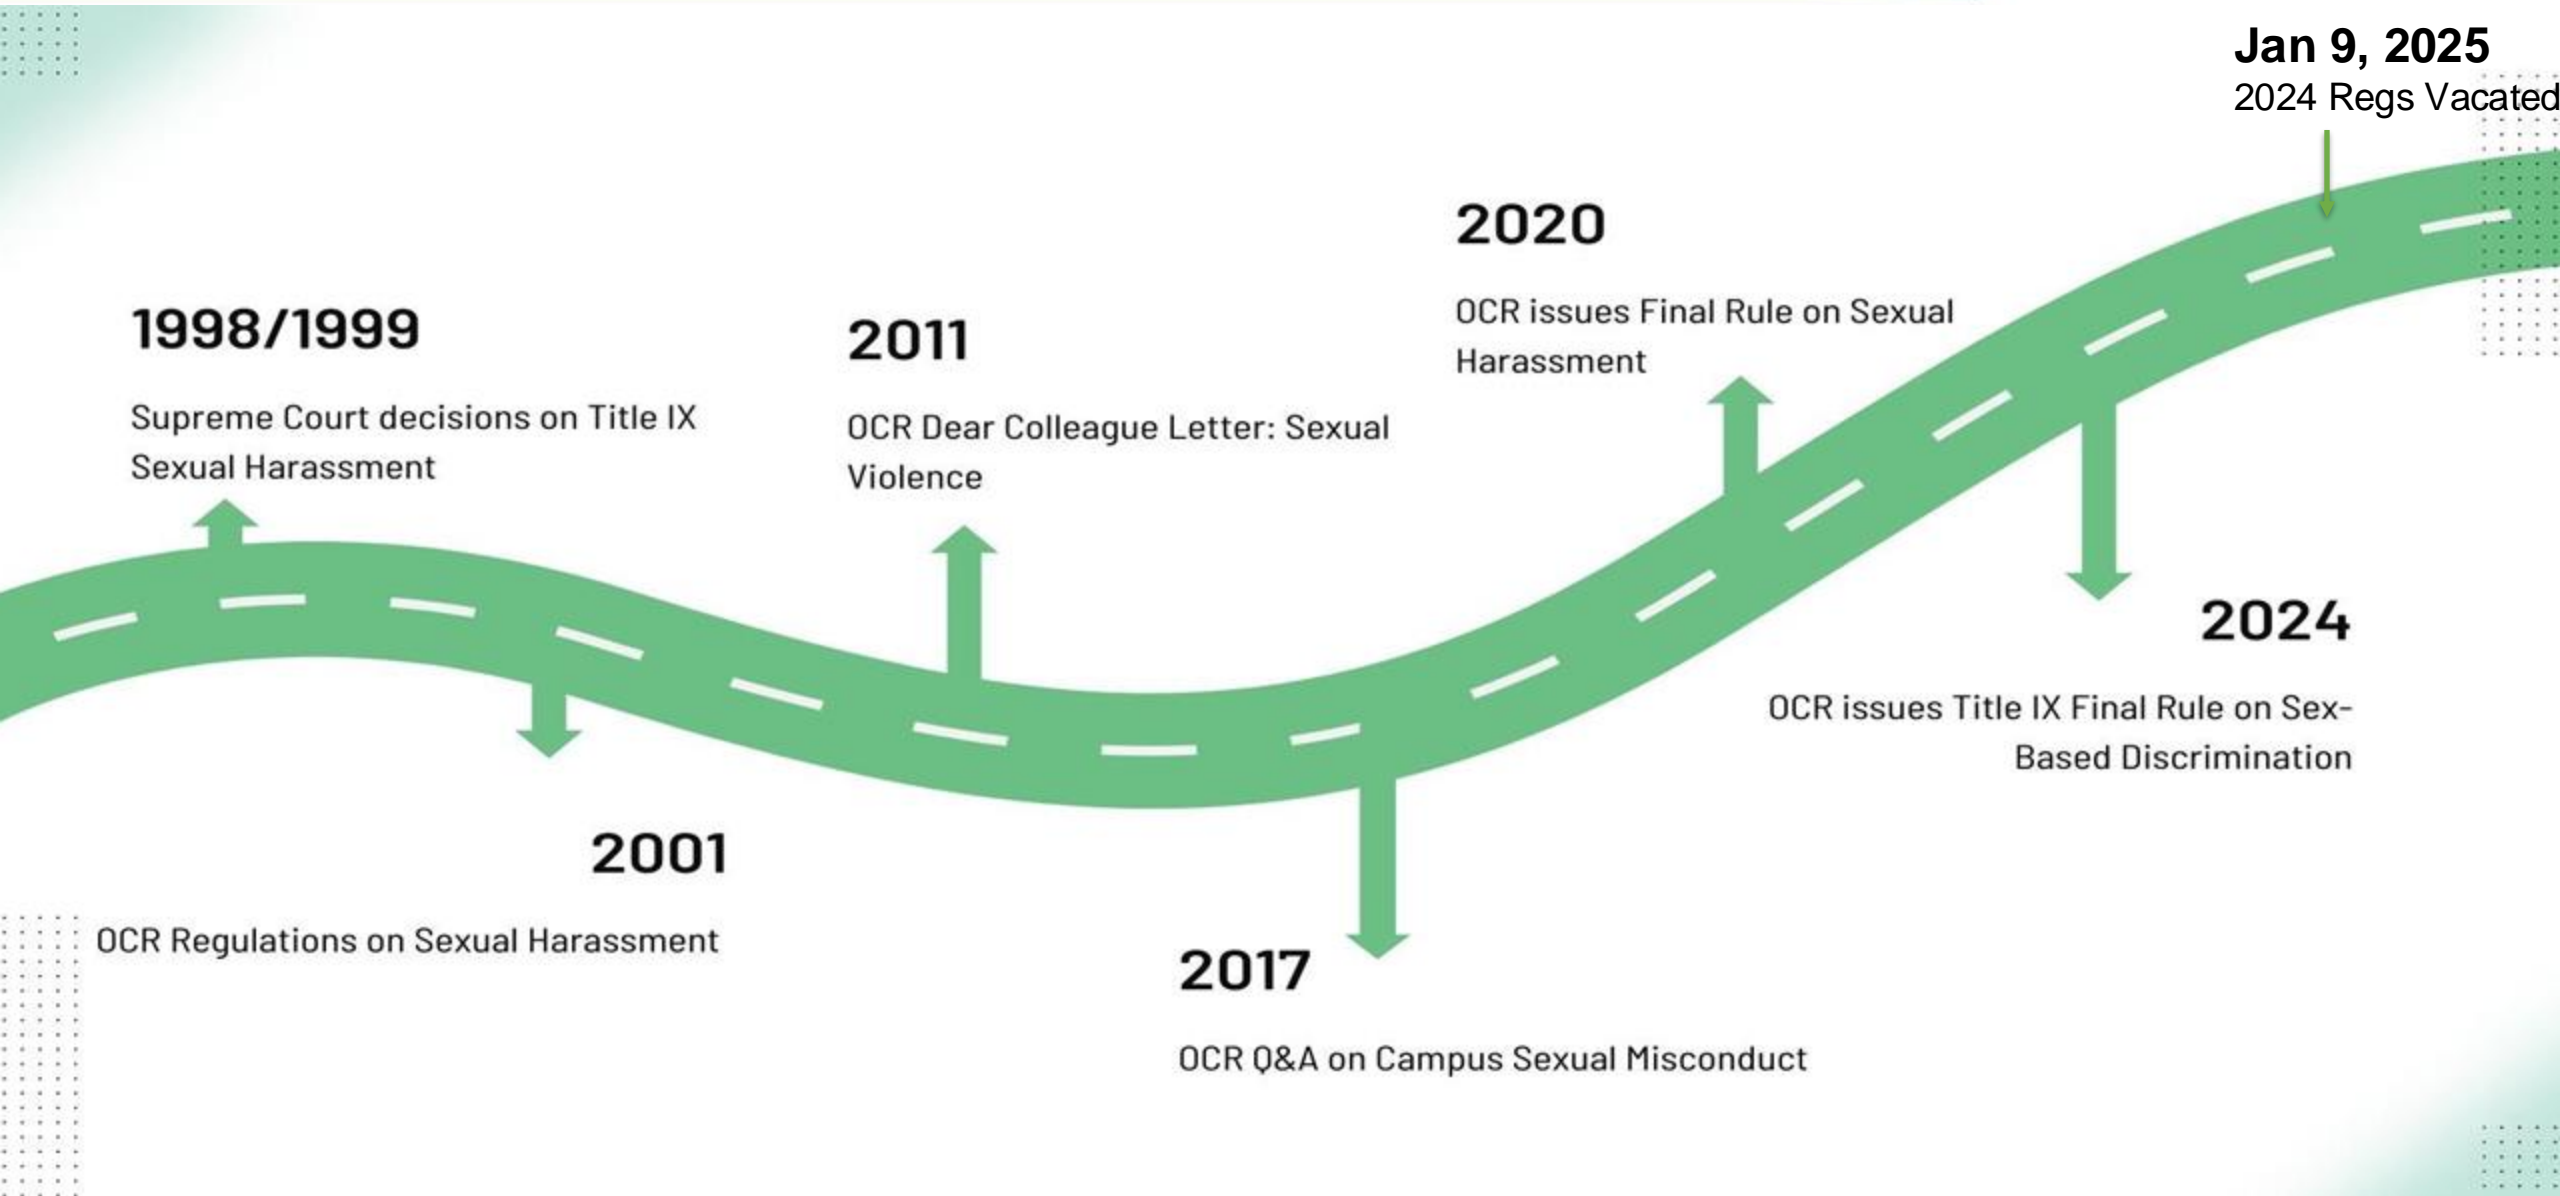 Jan 9, 2025
2024 Regs Vacated
1998/1999
Supreme Court decisions on Title IX
Sexual Harassment
2001
OCR Regulations on Sexual Harassment
2011
OCR Dear Colleague Letter: Sexual
Violence
2017
OCR Q&A on Campus Sexual Misconduct
2020
OCR issues Final Rule on Sexual
Harassment
2024
OCR issues Title IX Final Rule on Sex-
Based Discrimination